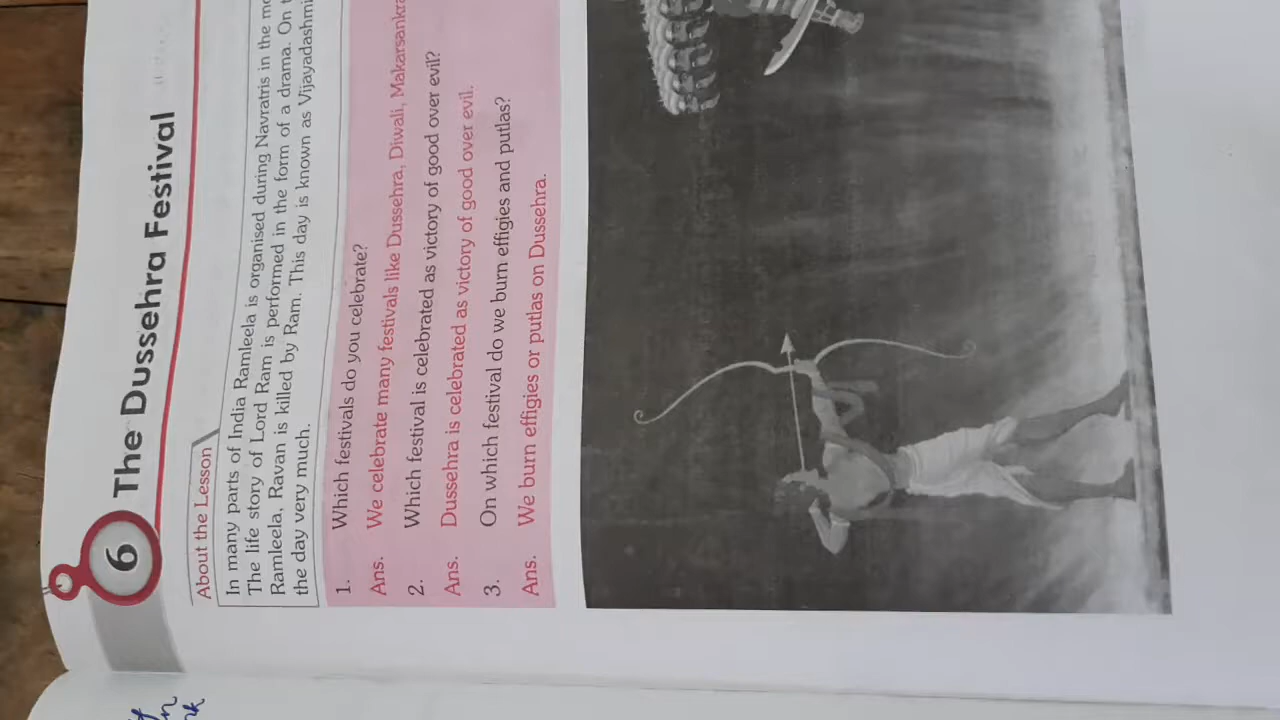 6 The Dussehra Festival
About the Lesson
In many parts of India Ramleela is organised during Navratris in the
The life story of Lord Ram is performed in the form of a drama. On
Ramleela, Ravan is killed by Ram. This day is known as
the day very much.
1. Which festivals do you celebrate?
Ans. We celebrate many festivals like Dussehra, Diwali,
2. Which festival is celebrated as victory of good over evil?
Ans. Dussehra is celebrated as victory of good over evil.
3. On which festival do we burn effigies and putlas?
Ans. We burn effigies or putlas on Dussehra.